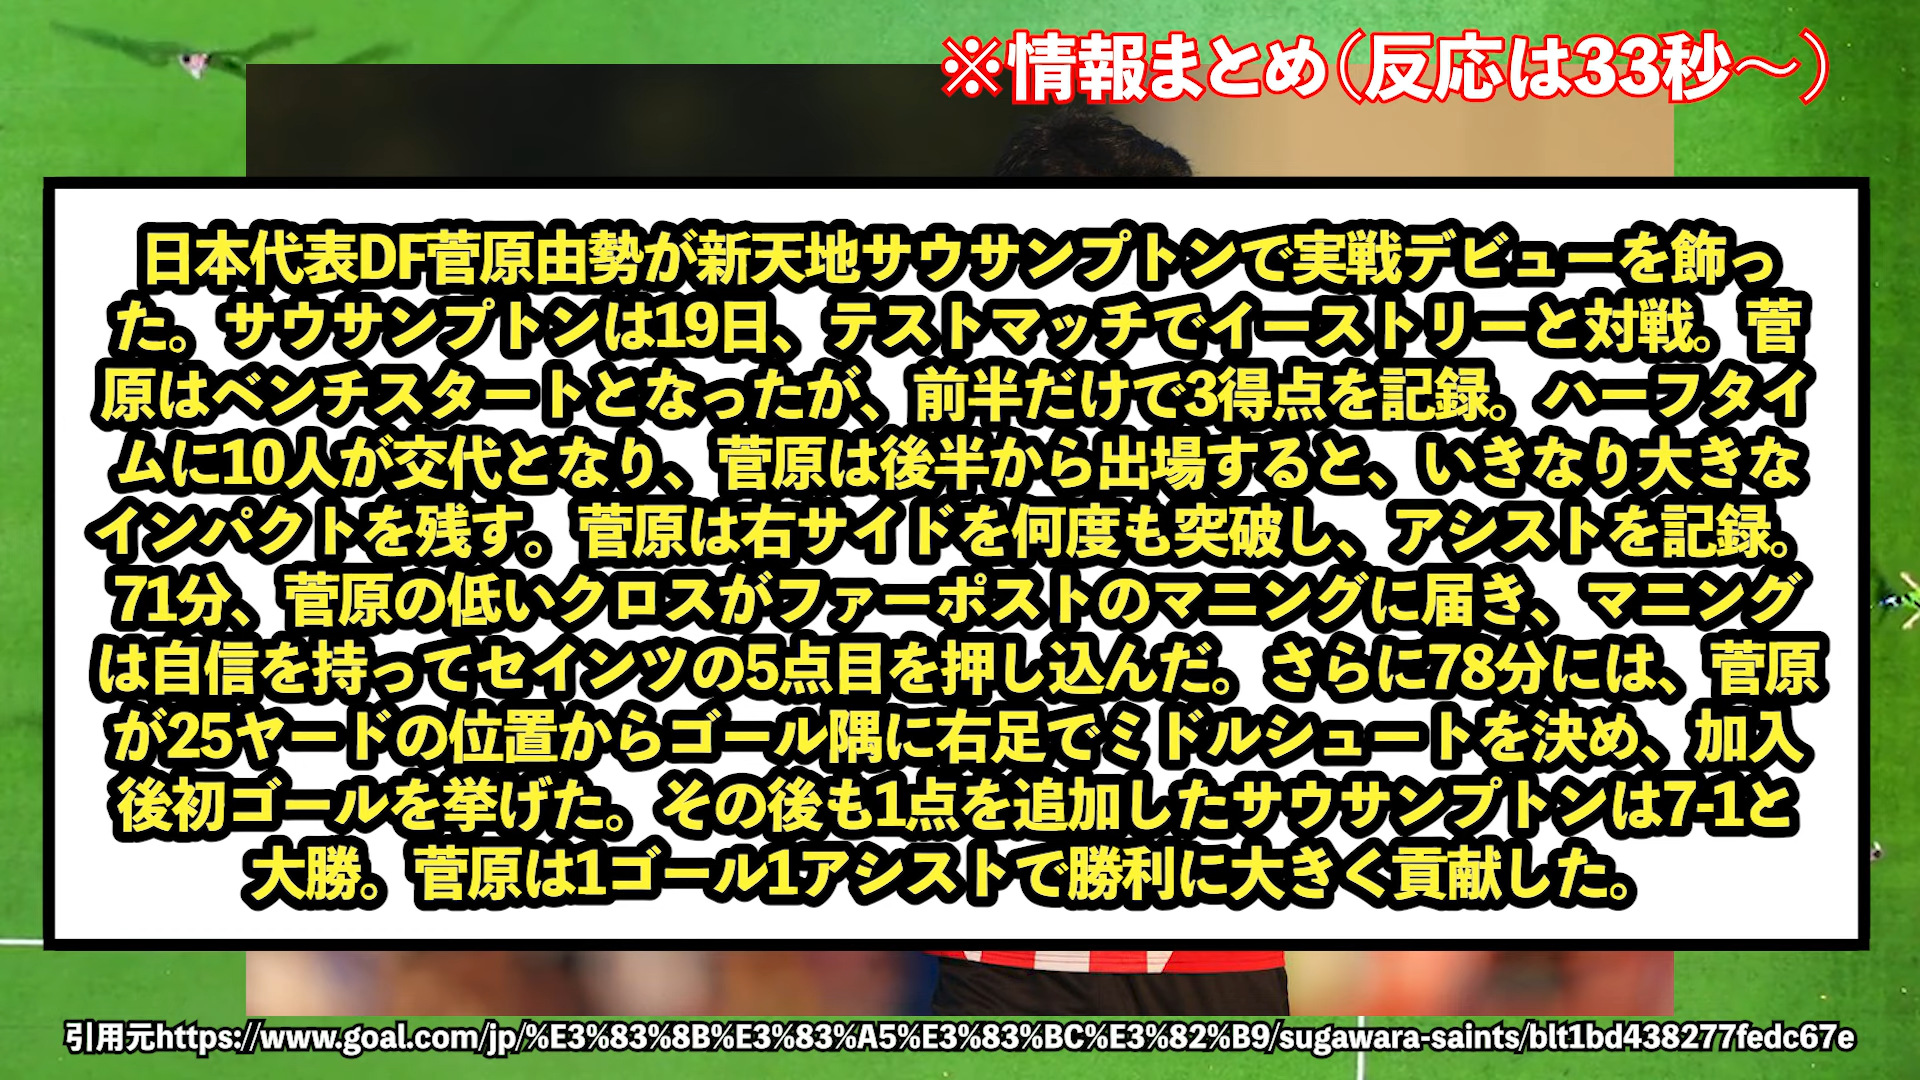 ※情報まとめ（反応は33秒～）
日本代表DF菅原由勢が新天地サウサンプトンで実戦デビューを飾っ
た。サウサンプトンは19日、テストマッチでイーストリーと対戦。菅
原はベンチスタートとなったが、前半だけで3得点を記録。ハーフタイ
ムに10人が交代となり、菅原は後半から出場すると、いきなり大きな
インパクトを残す。菅原は右サイドを何度も突破し、アシストを記録。
71分、菅原の低いクロスがファーポストのマニングに届き、マニング
は自信を持ってセインツの5点目を押し込んだ。さらに78分には、菅原
が25ヤードの位置からゴール隅に右足でミドルシュートを決め、加入
後初ゴールを挙げた。その後も1点を追加したサウサンプトンは7-1と
大勝。菅原は1ゴール1アシストで勝利に大きく貢献した。
引用元https://www.goal.com/jp/%E3%83%8B%E3%83%A5%E3%83%BC%E3%82%B9/sugawara-saints/blt1bd438277fedc67e